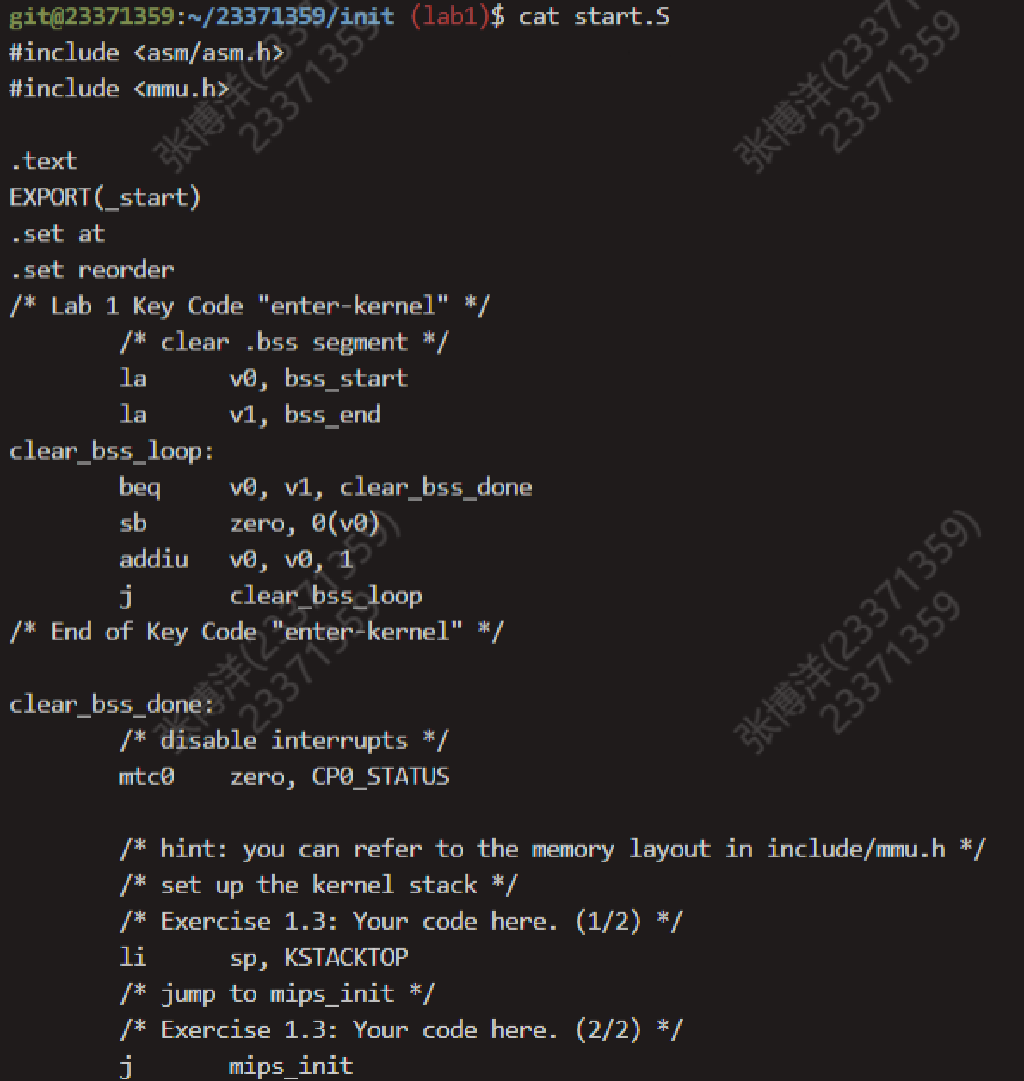 git@23371359:~/23371359/init (lab1)$ cat start.S
#include <asm/asm.h>
#include <mmu.h>
.text
EXPORT(_start)
.set at
.set reorder
/* Lab 1 Key Code "enter-kernel" */
/* clear .bss segment */
la v0, bss_start
la v1, bss_end
clear_bss_loop:
beq v0, v1, clear_bss_done
sb zero, 0(v0)
addiu v0, v0, 1
j clear_bss_loop
/* End of Key Code "enter-kernel" */
clear_bss_done:
/* disable interrupts */
mtc0 zero, CP0_STATUS
/* hint: you can refer to the memory layout in include/mmu.h */
/* set up the kernel stack */
/* Exercise 1.3: Your code here. (1/2) */
li sp, KSTACKTOP
/* jump to mips_init */
/* Exercise 1.3: Your code here. (2/2) */
j mips_init
张博洋(23371359)
23371359
张博洋(23371359)
23371359
张博洋(23371359)
23371359
张博洋(23371359)
23371359